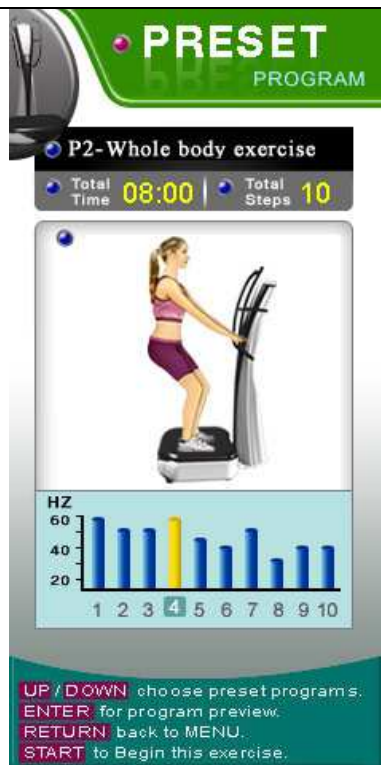 PRESET
PROGRAM
P2-Whole body exercise
Total Time 08:00
Total Steps 10
HZ
60
40
20
1 2 3 4 5 6 7 8 9 10
UP / DOWN choose preset programs.
ENTER for program preview.
RETURN back to MENU.
START to Begin this exercise.